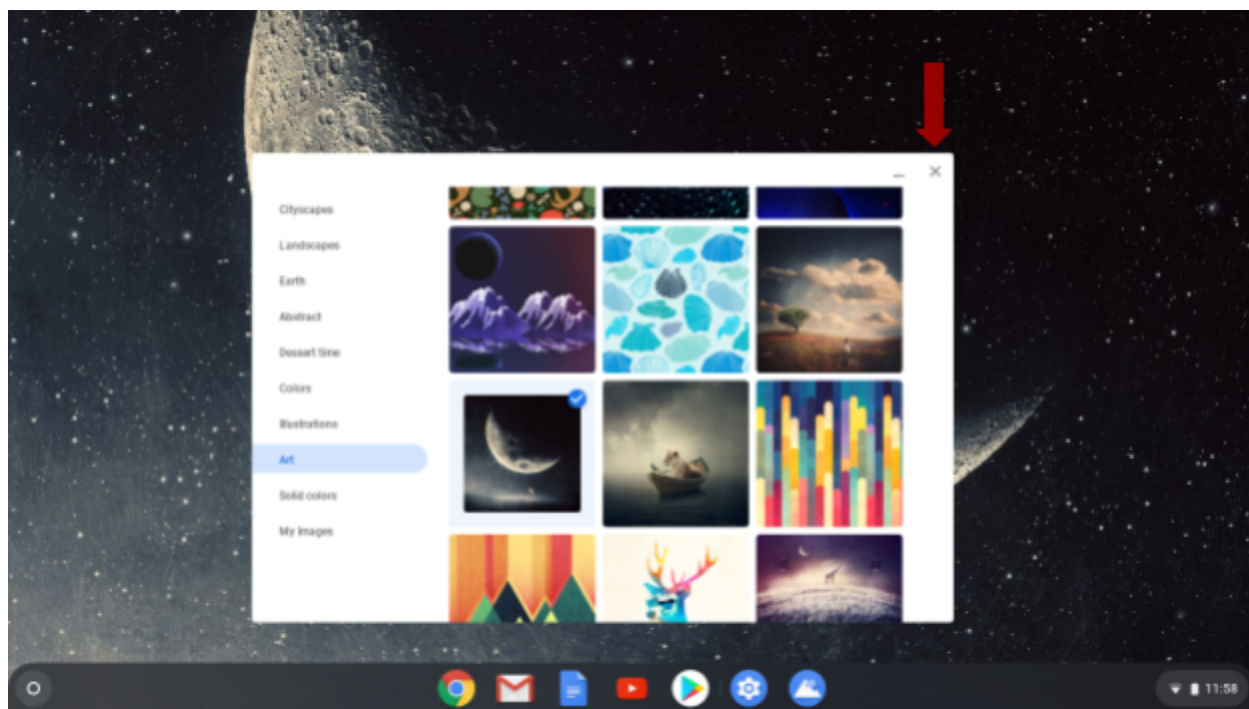 Cityscapes
Landscapes
Earth
Abstract
Dessert time
Colors
Illustrations
Art
Solid colors
My Images
11:58